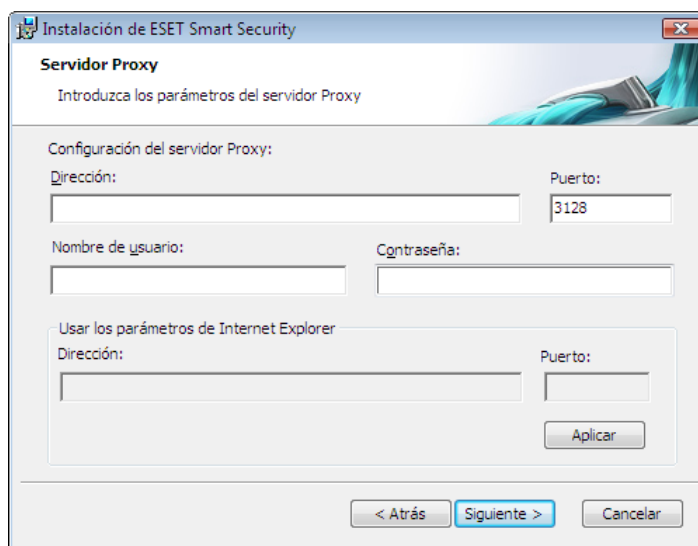 Instalación de ESET Smart Security
Servidor Proxy
Introduzca los parámetros del servidor Proxy
Configuración del servidor Proxy:
Dirección: Puerto:
3128
Nombre de usuario: Contraseña:
Usar los parámetros de Internet Explorer
Dirección: Puerto:
Aplicar
< Atrás Siguiente > Cancelar